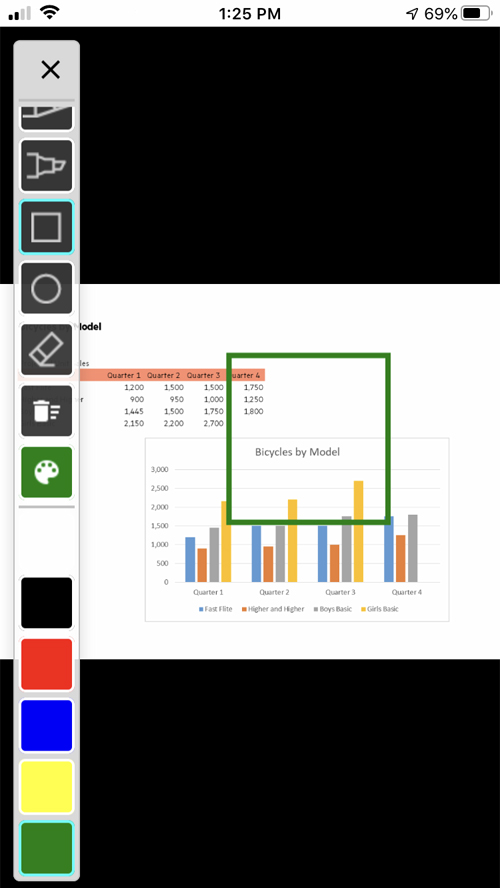 1:25 PM 69%
Model
Quarter 1 Quarter 2 Quarter 3 uarter 4
1,200 1,500 1,500 1,750
900 950 1,000 1,250
1,445 1,500 1,750 1,800
2,150 2,200 2,700
Bicycles by Model
3,000
2,500
2,000
1,500
1,000
500
0
Quarter 1 Quarter 2 Quarter 3 Quarter 4
Fast Flite Higher and Higher Boys Basic Girls Basic